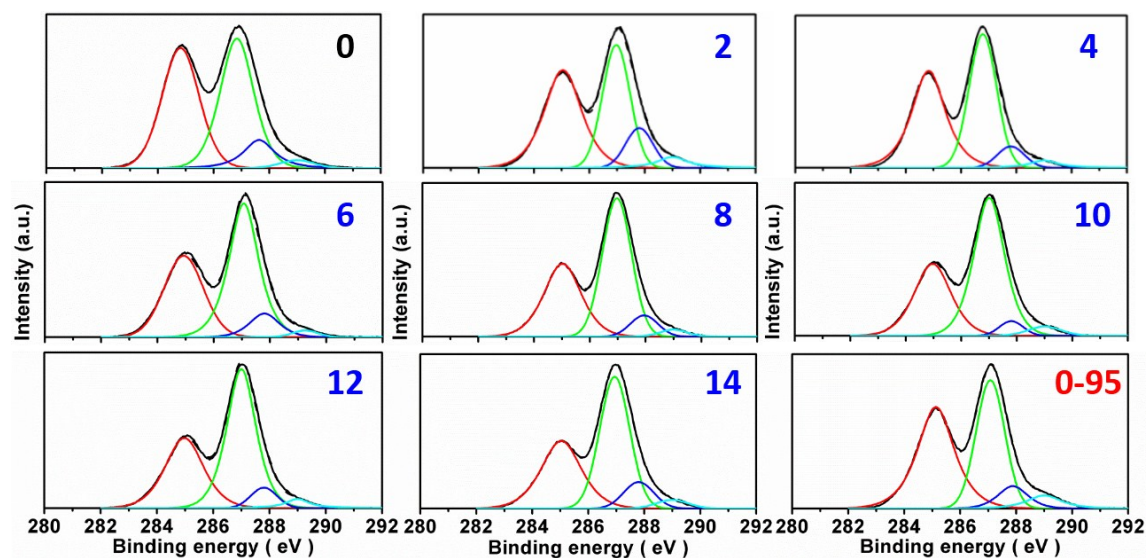 0
2
4
Intensity (a.u.)
6
Intensity (a.u.)
8
Intensity (a.u.)
10
12
14
0-95
280 282 284 286 288 290 292
280 282 284 286 288 290 292
280 282 284 286 288 290 292
Binding energy ( eV )
Binding energy ( eV )
Binding energy ( eV )